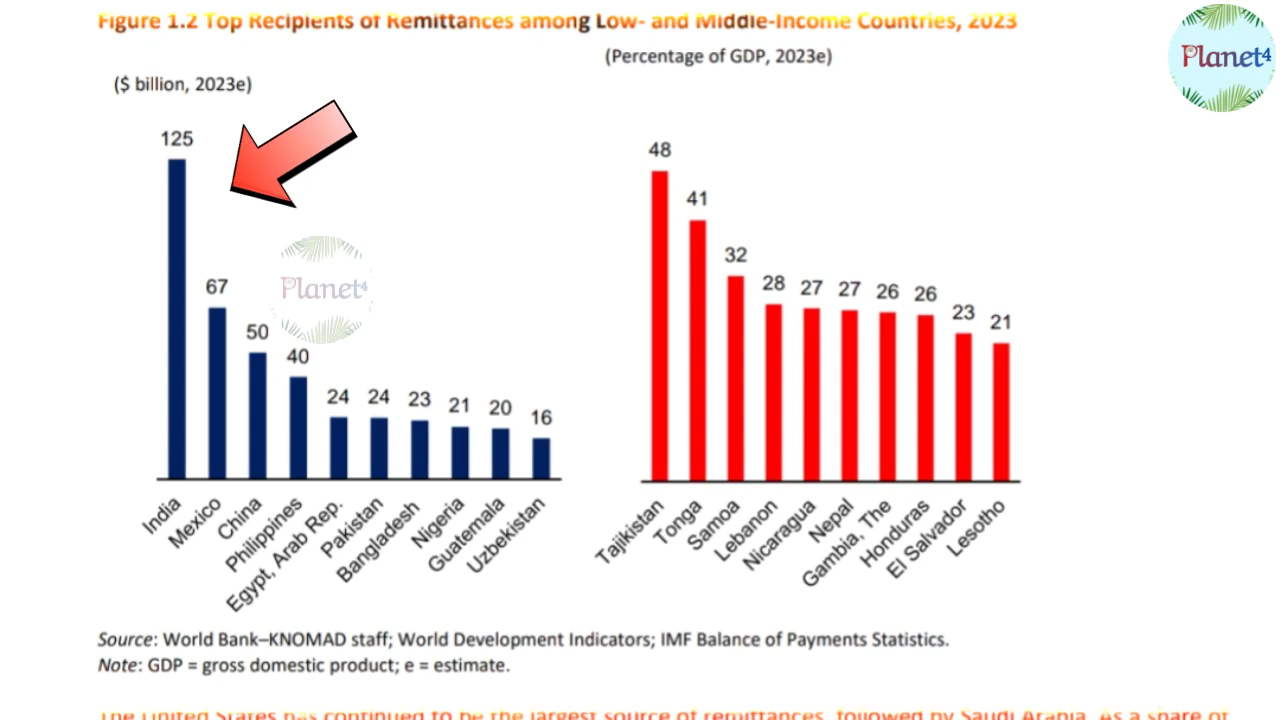 Figure 1.2 Top Recipients of Remittances among Low- and Middle-Income Countries, 2023
Planet4
(Percentage of GDP, 2023e)
($ billion, 2023e)
125
67
50
40
24
24
23
21
20
16
India
Mexico
China
Philippines
Egypt, Arab Rep.
Pakistan
Bangladesh
Nigeria
Guatemala
Uzbekistan
Planet4
48
41
32
28
27
27
26
26
23
21
Tajikistan
Tonga
Samoa
Lebanon
Nicaragua
Nepal
Gambia, The
Honduras
El Salvador
Lesotho
Source: World Bank–KNOMAD staff; World Development Indicators; IMF Balance of Payments Statistics.
Note: GDP = gross domestic product; e = estimate.
The United States has continued to be the largest source of remittances, followed by Saudi Arabia. As a share of